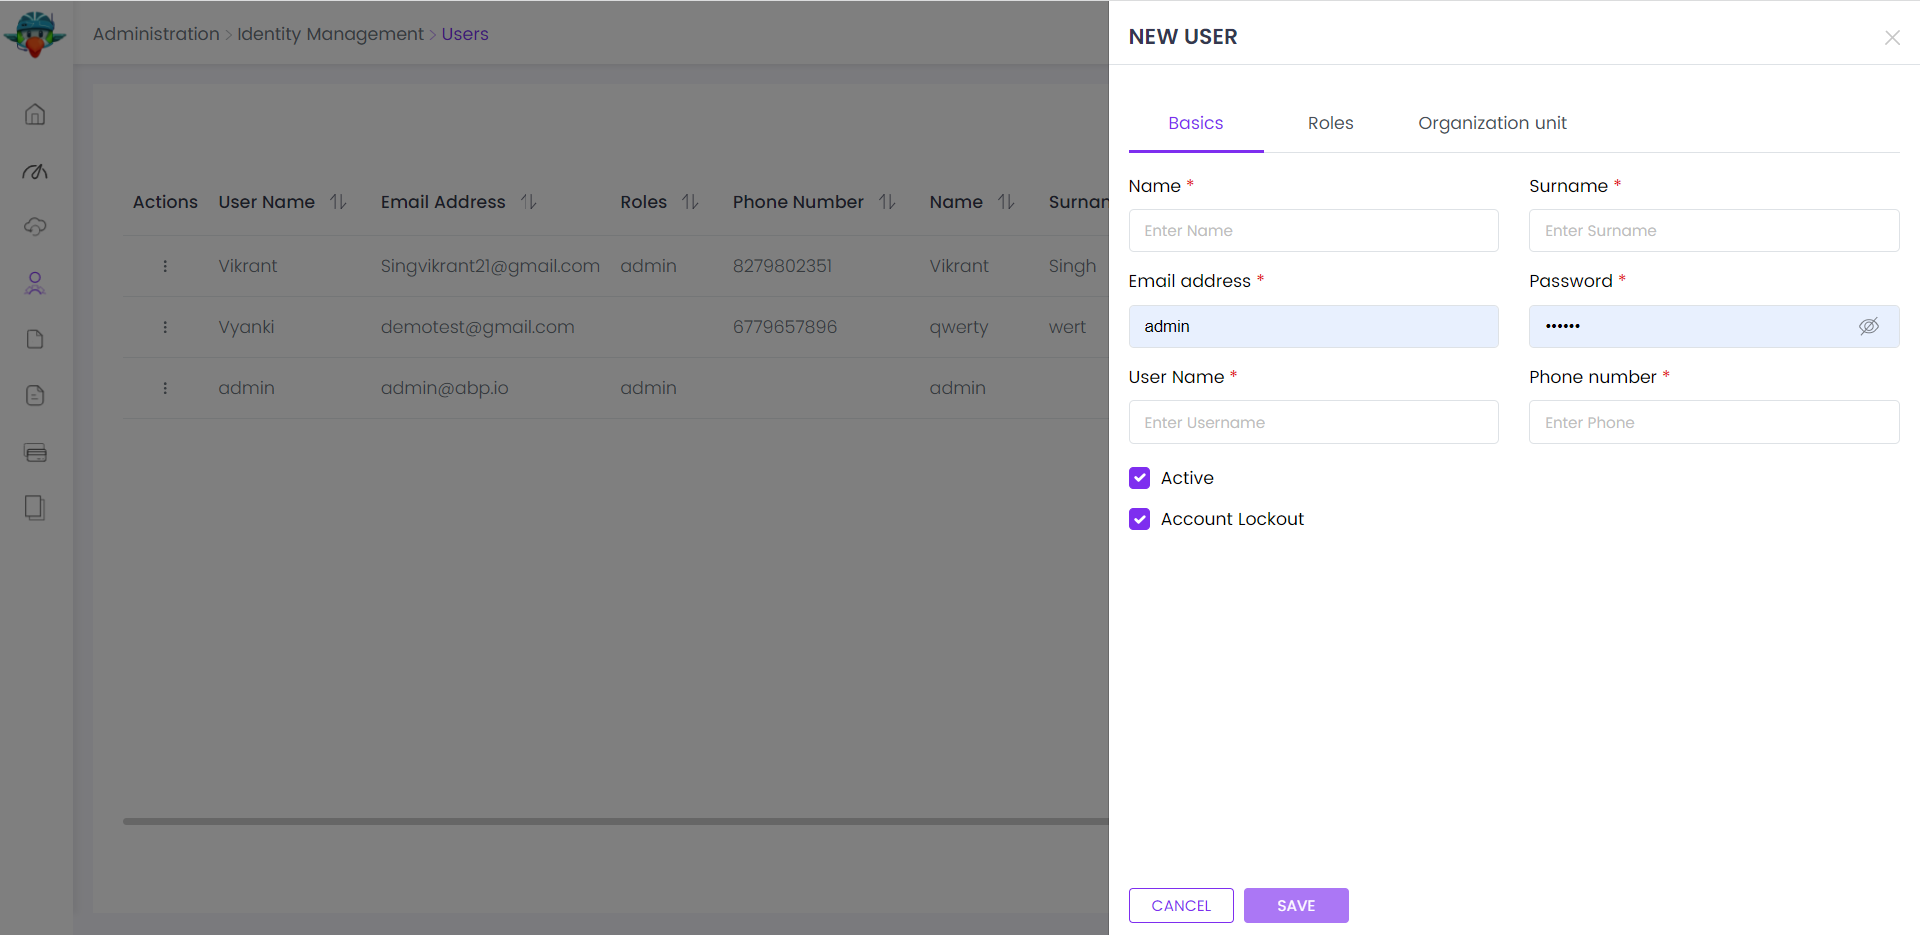 Administration > Identity Management > Users
Actions User Name Email Address Roles Phone Number Name Surnan
Vikrant Singvikrant21@gmail.com admin 8279802351 Vikrant Singh
Vyanki demotest@gmail.com 6779657896 qwerty wert
admin admin@abp.io admin admin
NEW USER
Basics Roles Organization unit
Name * Surname *
Enter Name Enter Surname
Email address * Password *
admin ••••••
User Name * Phone number *
Enter Username Enter Phone
Active
Account Lockout
CANCEL SAVE